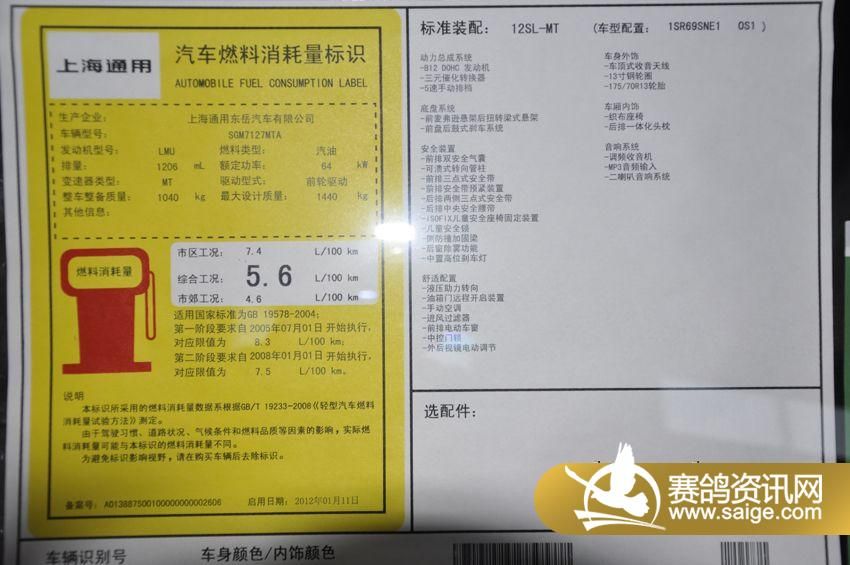 上海通用
汽车燃料消耗量标识
AUTOMOBILE FUEL CONSUMPTION LABEL
生产企业: 上海通用东岳汽车有限公司
车辆型号: SGM7127MTA
发动机型号: LMU 燃料类型: 汽油
排量: 1206 mL 额定功率: 64 kW
变速器类型: MT 驱动型式: 前轮驱动
整车整备质量: 1040 kg 最大设计质量: 1440 kg
其他信息:
燃料消耗量
市区工况: 7.4 L/100 km
综合工况: 5.6 L/100 km
市郊工况: 4.6 L/100 km
适用国家标准为GB 19578-2004;
第一阶段要求自 2005年07月01日 开始执行,
对应限值为 8.3 L/100 km;
第二阶段要求自 2008年01月01日 开始执行,
对应限值为 7.5 L/100 km。
说明
本标识所采用的燃料消耗量数据系根据GB/T 19233-2008《轻型汽车燃料
消耗量试验方法》测定。
由于驾驶习惯、道路状况、气候条件和燃料品质等因素的影响,实际燃
料消耗量可能与本标识的燃料消耗量不同。
为避免标识影响视野,请在购买车辆后去除标识。
备案号: A013887500100000000002606 启用日期: 2012年01月11日
标准装配: 12SL-MT (车型配置: 1SR69SNE1 0S1 )
动力总成系统
-B12 DOHC 发动机
-三元催化转换器
-5速手动排档
底盘系统
-前麦弗逊悬架后扭转梁式悬架
-前盘后鼓式刹车系统
安全装置
-前排双安全气囊
-可溃式转向管柱
-前排三点式安全带
-前排安全带预紧装置
-后排两侧三点式安全带
-后排中央安全腰带
-ISOFIX儿童安全座椅固定装置
-儿童安全锁
-侧防撞加固梁
-后窗除雾功能
-中置高位刹车灯
舒适配置
-液压助力转向
-油箱门远程开启装置
-手动空调
-进风过滤器
-前排电动车窗
-中控门锁
-外后视镜电动调节
车身外饰
-车顶式收音天线
-13寸钢轮圈
-175/70R13轮胎
车厢内饰
-织布座椅
-后排一体化头枕
音响系统
-调频收音机
-MP3音频输入
-二喇叭音响系统
选配件:
赛鸽资讯网
www.saige.com
车辆识别号 车身颜色/内饰颜色